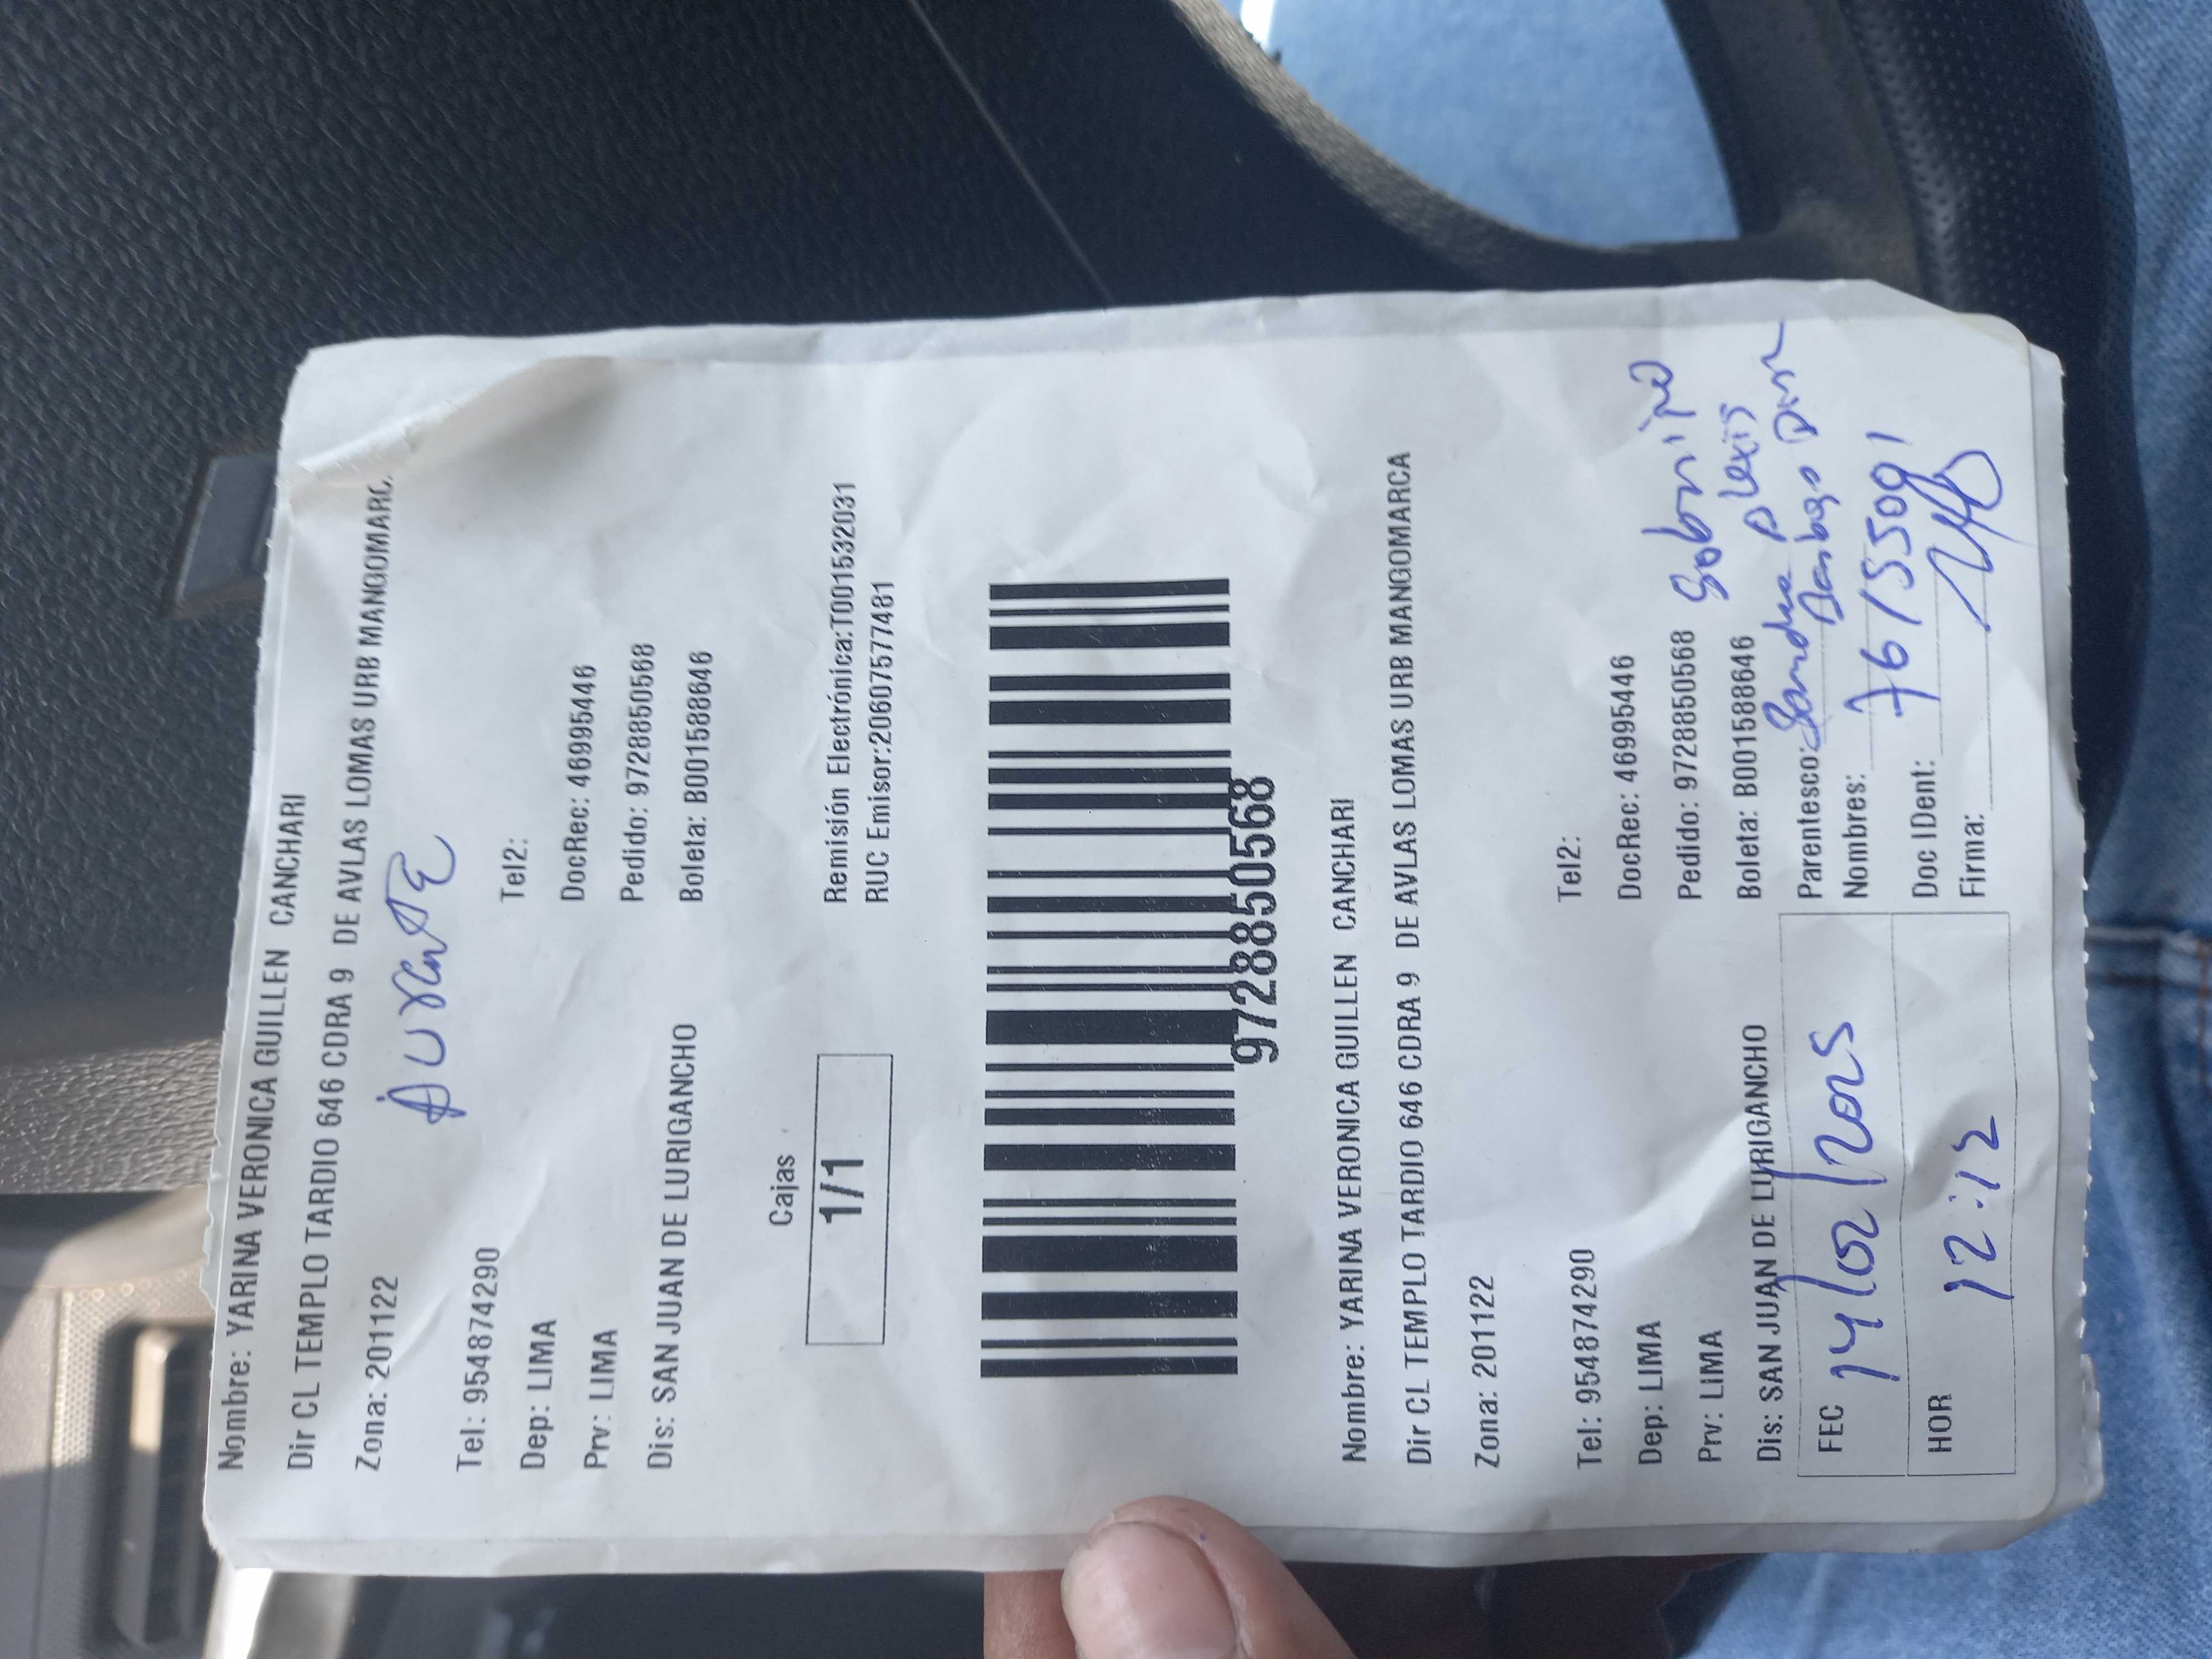 Nombre: YARINA VERONICA GUILLEN CANCHARI
Dir CL TEMPLO TARDIO 646 CDRA 9 DE AVLAS LOMAS URB MANGOMARC
Zona: 201122
Tel: 954874290 Tel2:
Dep: LIMA DocRec: 46995446
Prv: LIMA Pedido: 9728850568
Dis: SAN JUAN DE LURIGANCHO Boleta: B001588646
Cajas
1/1
Remisión Electrónica:T001532031
RUC Emisor:20607577481
9728850568
Nombre: YARINA VERONICA GUILLEN CANCHARI
Dir CL TEMPLO TARDIO 646 CDRA 9 DE AVLAS LOMAS URB MANGOMARCA
Zona: 201122
Tel: 954874290 Tel2:
Dep: LIMA DocRec: 46995446
Prv: LIMA Pedido: 9728850568
Dis: SAN JUAN DE LURIGANCHO Boleta: B001588646
FEC 14/02/2025
Parentesco:
Nombres:
76155091
HOR 12:12
Doc IDent:
Firma: